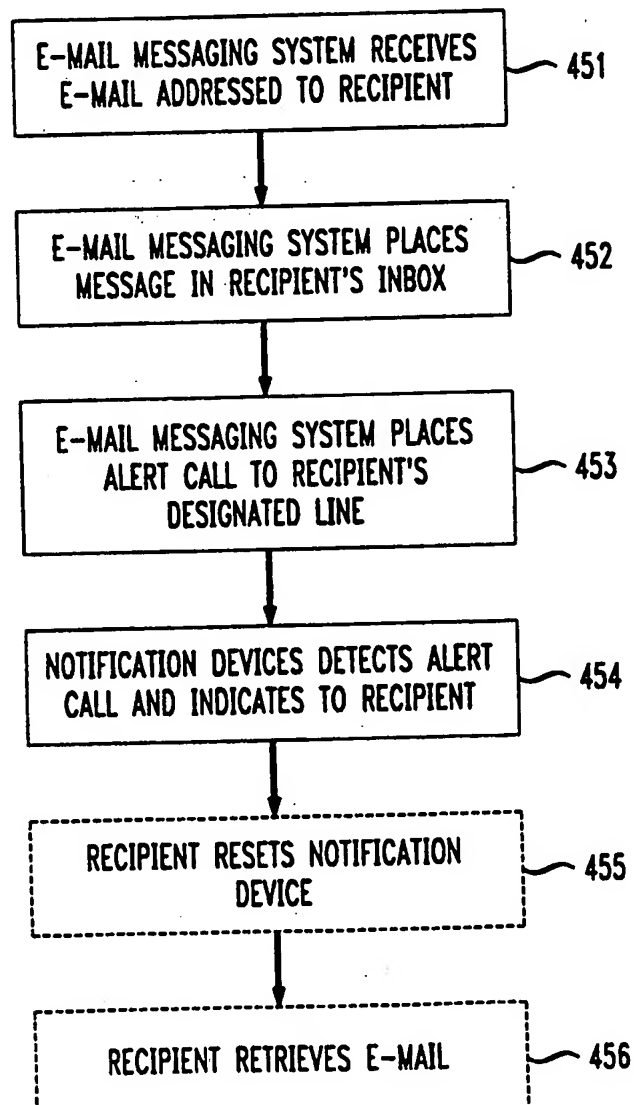 E-MAIL MESSAGING SYSTEM RECEIVES
E-MAIL ADDRESSED TO RECIPIENT
451
E-MAIL MESSAGING SYSTEM PLACES
MESSAGE IN RECIPIENT'S INBOX
452
E-MAIL MESSAGING SYSTEM PLACES
ALERT CALL TO RECIPIENT'S
DESIGNATED LINE
453
NOTIFICATION DEVICES DETECTS ALERT
CALL AND INDICATES TO RECIPIENT
454
RECIPIENT RESETS NOTIFICATION
DEVICE
455
RECIPIENT RETRIEVES E-MAIL
456